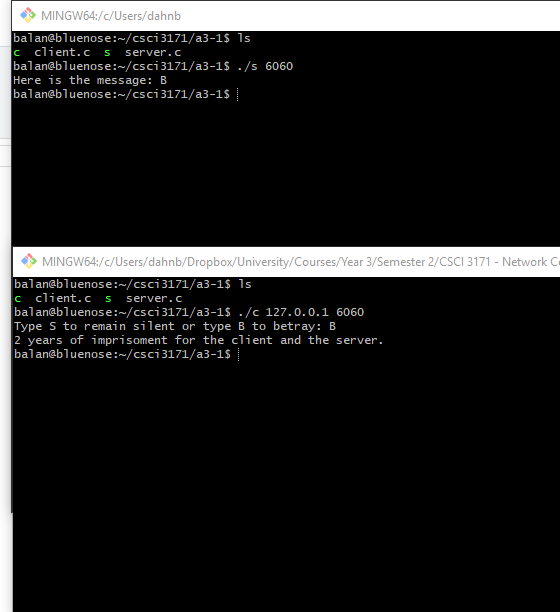 MINGW64:/c/Users/dahnb
balan@bluenose:~/csci3171/a3-1$ ls
c  client.c  s  server.c
balan@bluenose:~/csci3171/a3-1$ ./s 6060
Here is the message: B
balan@bluenose:~/csci3171/a3-1$
MINGW64:/c/Users/dahnb/Dropbox/University/Courses/Year 3/Semester 2/CSCI 3171 - Network Co
balan@bluenose:~/csci3171/a3-1$ ls
c  client.c  s  server.c
balan@bluenose:~/csci3171/a3-1$ ./c 127.0.0.1 6060
Type S to remain silent or type B to betray: B
2 years of imprisoment for the client and the server.
balan@bluenose:~/csci3171/a3-1$